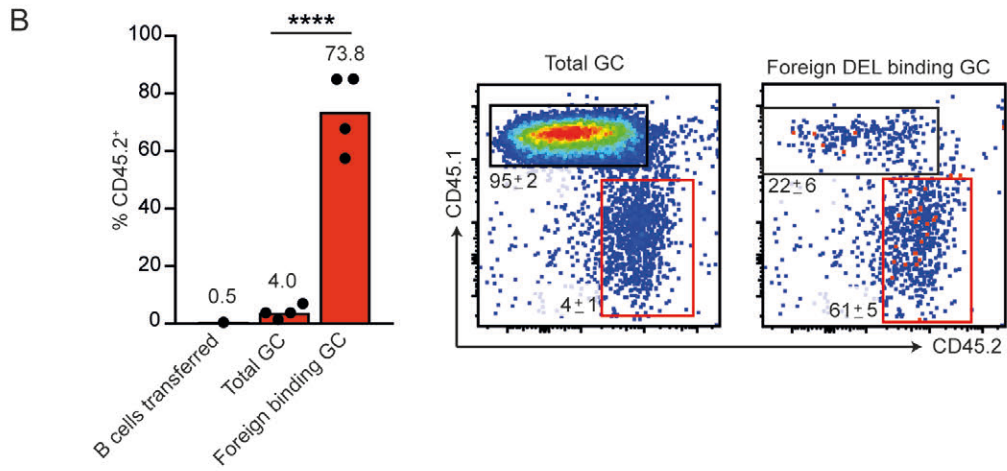 B
% CD45.2+
100
80
60
40
20
0
****
0.5
4.0
73.8
B cells transferred
Total GC
Foreign binding GC
Total GC
Foreign DEL binding GC
CD45.1
95±2
4±1
22±6
61±5
CD45.2